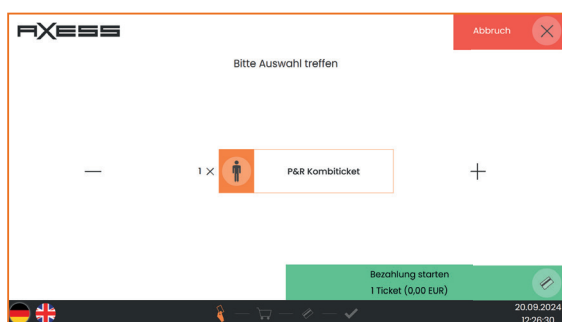 AXESS
Abbruch
Bitte Auswahl treffen
1 ×
P&R Kombiticket
Bezahlung starten
1 Ticket (0,00 EUR)
20.09.2024
12:26:30